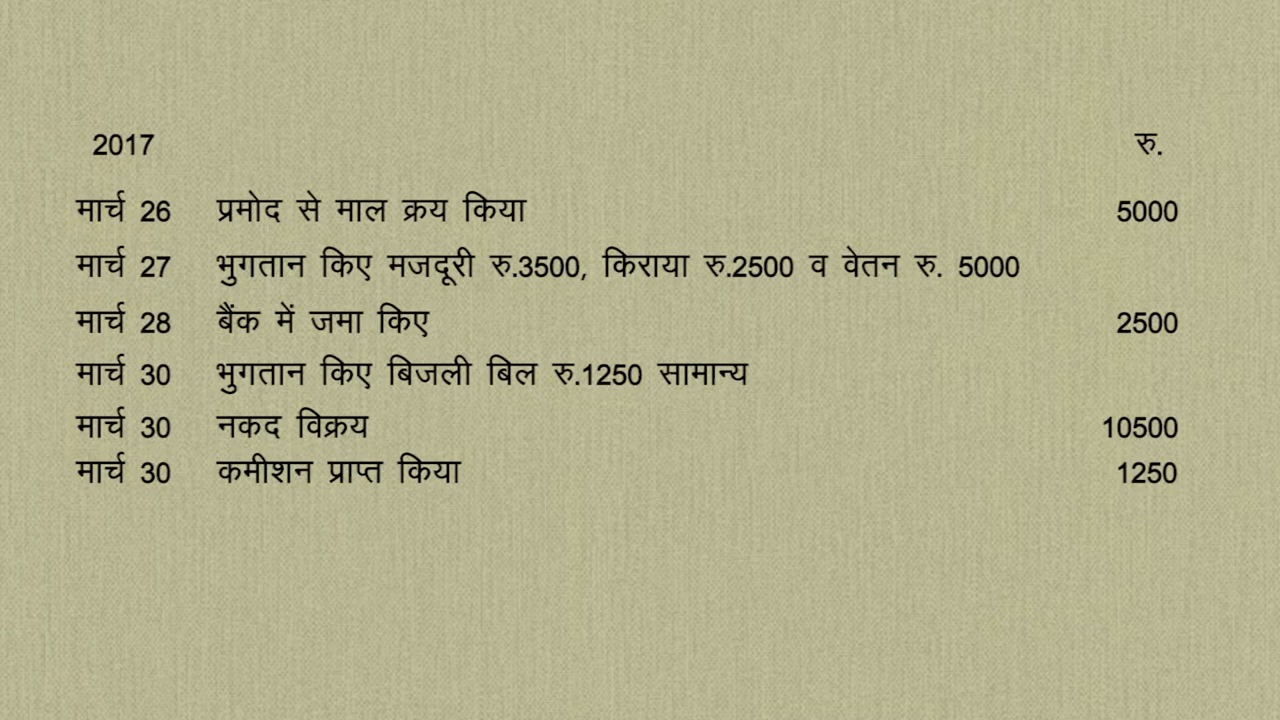 2017 रु.
मार्च 26 प्रमोद से माल क्रय किया 5000
मार्च 27 भुगतान किए मजदूरी रु.3500, किराया रु.2500 व वेतन रु. 5000
मार्च 28 बैंक में जमा किए 2500
मार्च 30 भुगतान किए बिजली बिल रु.1250 सामान्य
मार्च 30 नकद विक्रय 10500
मार्च 30 कमीशन प्राप्त किया 1250